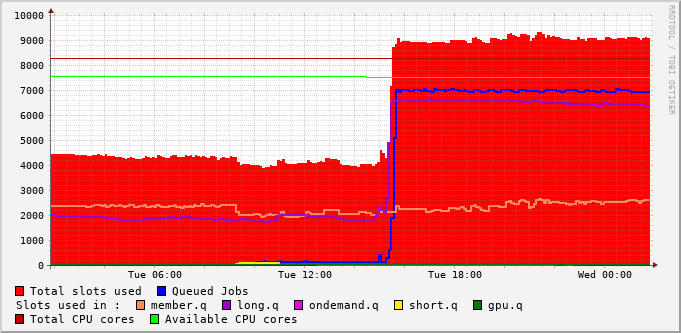 10000
9000
8000
7000
6000
5000
4000
3000
2000
1000
0
Tue 06:00 Tue 12:00 Tue 18:00 Wed 00:00
Total slots used Queued Jobs
Slots used in : member.q long.q ondemand.q short.q gpu.q
Total CPU cores Available CPU cores
RRDTOOL / TOBI OETIKER